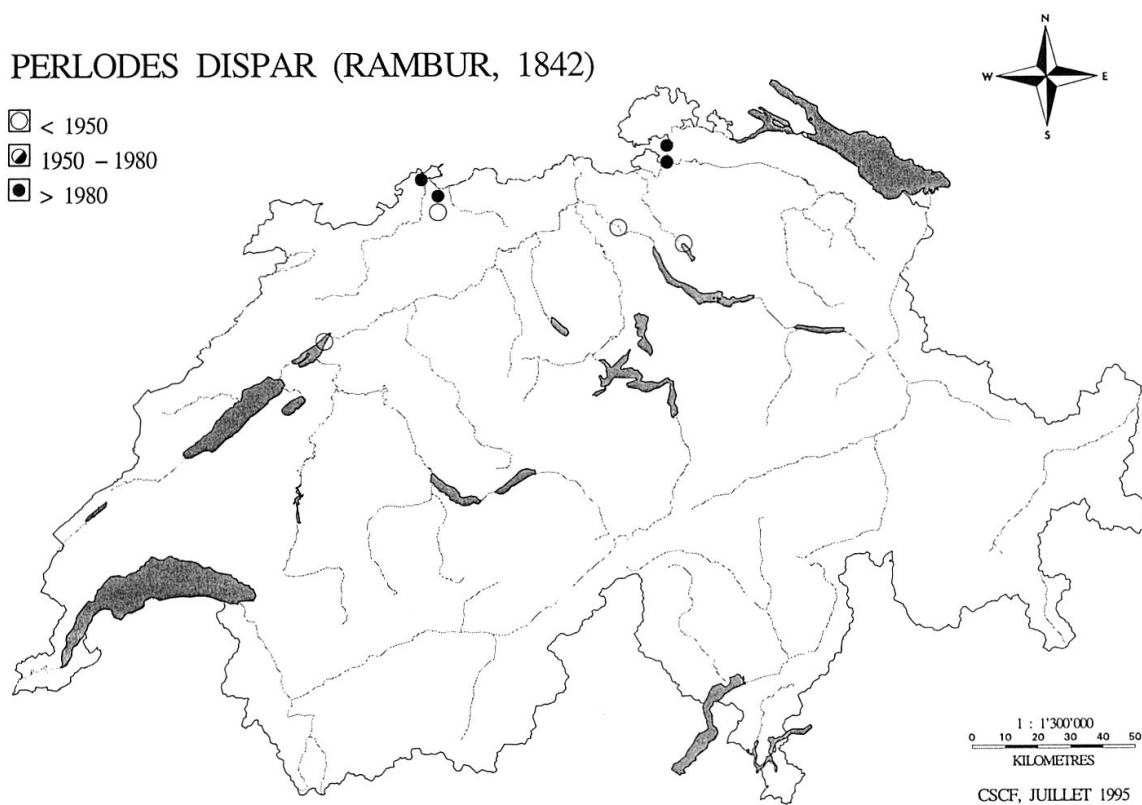 PERLODES DISPAR (RAMBUR, 1842)
< 1950
1950 - 1980
> 1980
N
W E
S
1 : 1'300'000
0 10 20 30 40 50
KILOMETRES
CSCF, JUILLET 1995